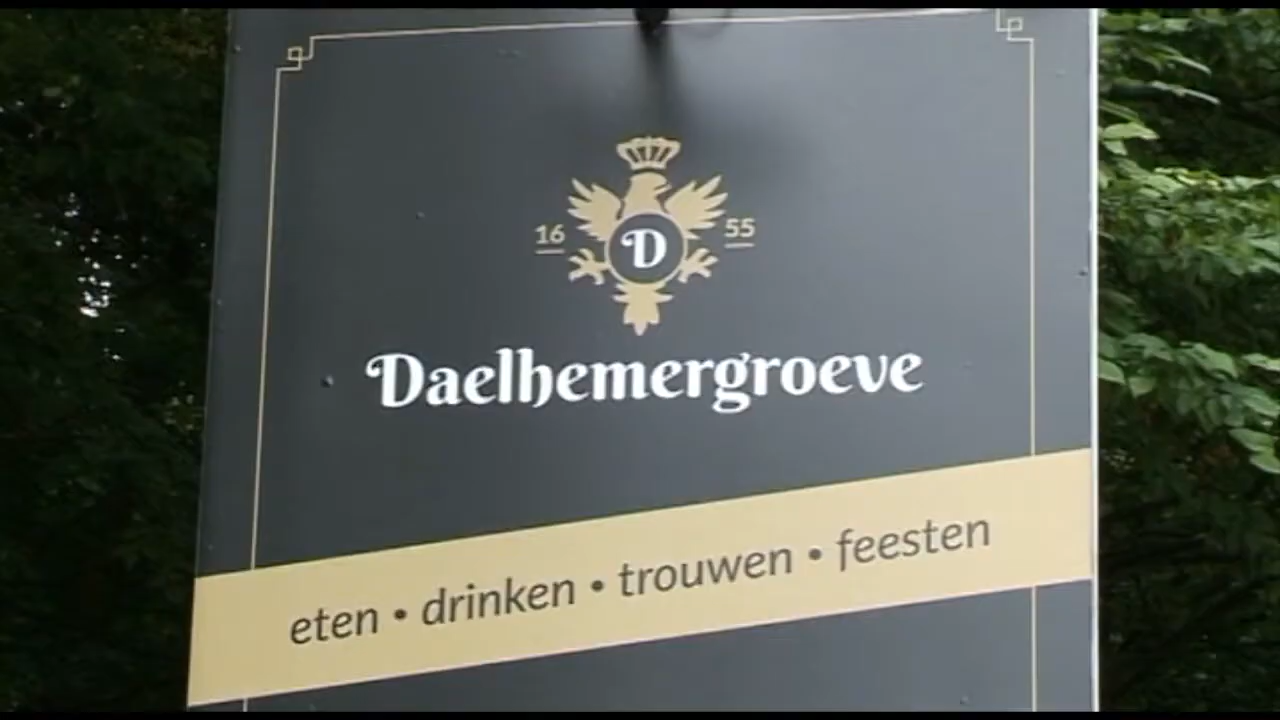 16 D 55
Daelhemergroeve
eten • drinken • trouwen • feesten